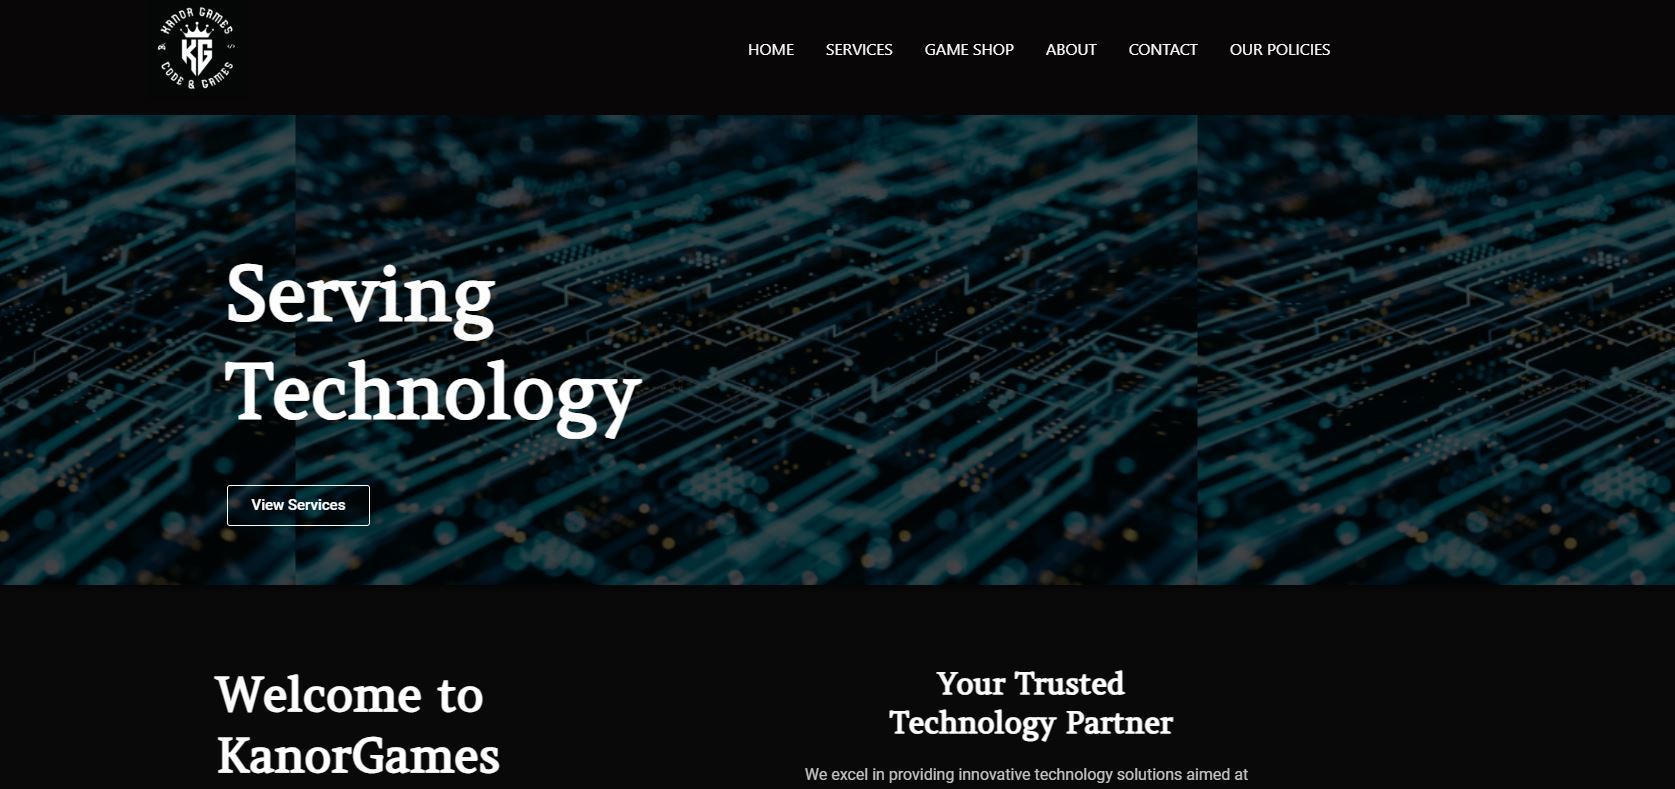 KANOR GAMES
& KG
CODE & GAMES
HOME SERVICES GAME SHOP ABOUT CONTACT OUR POLICIES
Serving
Technology
View Services
Welcome to
KanorGames
Your Trusted
Technology Partner
We excel in providing innovative technology solutions aimed at